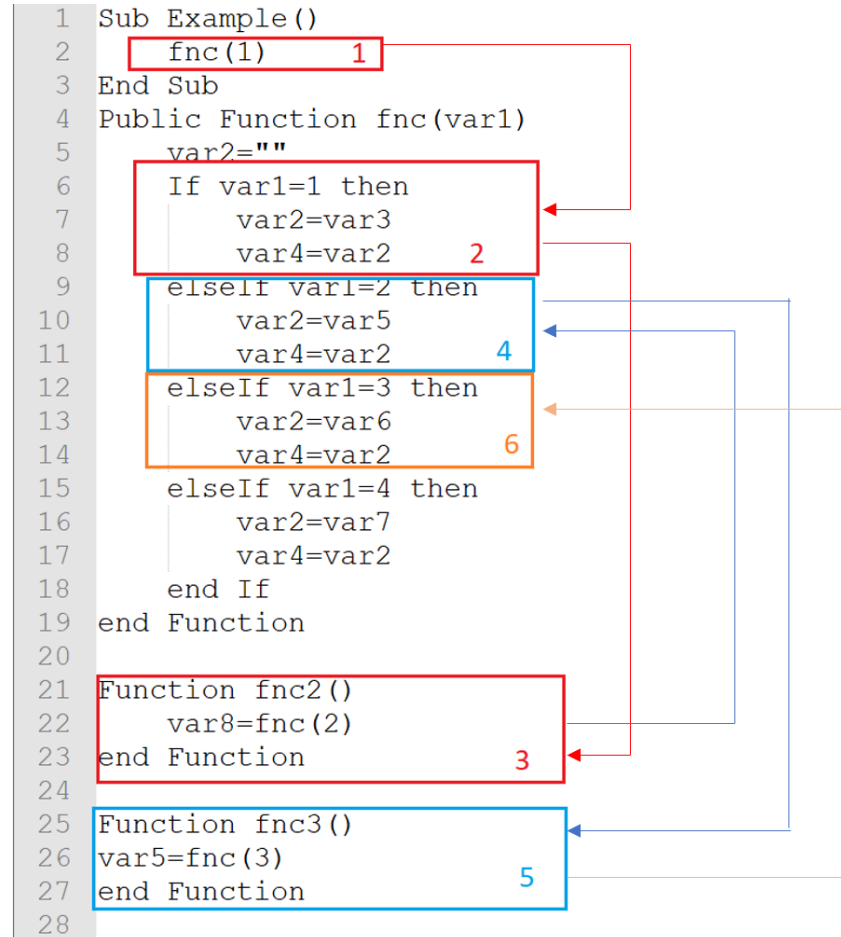 1 Sub Example()
2     fnc(1) 1
3 End Sub
4 Public Function fnc(var1)
5     var2=""
6     If var1=1 then
7         var2=var3
8         var4=var2 2
9     elseIf var1=2 then
10         var2=var5
11         var4=var2 4
12     elseIf var1=3 then
13         var2=var6
14         var4=var2 6
15     elseIf var1=4 then
16         var2=var7
17         var4=var2
18     end If
19 end Function
20
21 Function fnc2()
22     var8=fnc(2)
23 end Function 3
24
25 Function fnc3()
26 var5=fnc(3)
27 end Function 5
28